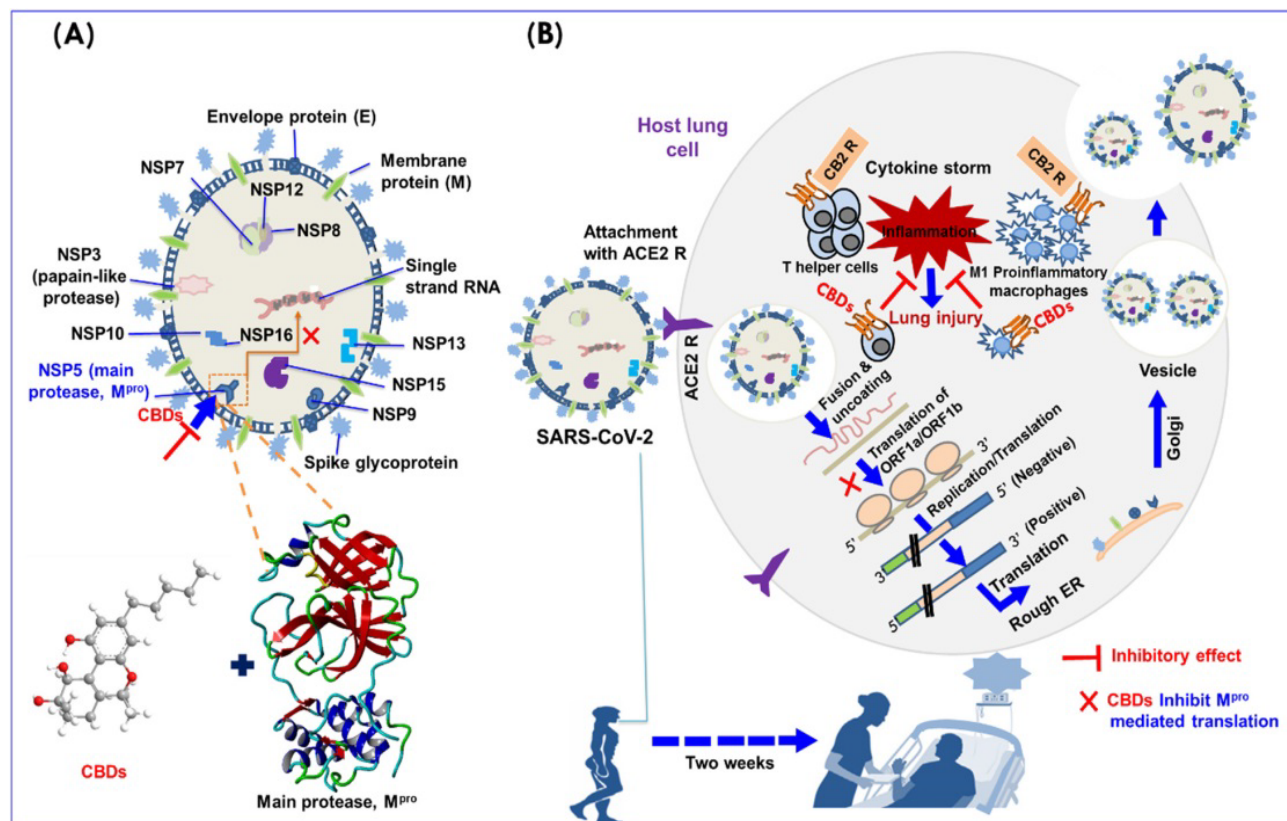 (A)
Envelope protein (E)
NSP7
NSP12
Membrane
protein (M)
NSP8
NSP3
(papain-like
protease)
Single
strand RNA
NSP10
NSP16
NSP13
NSP5 (main
protease, Mpro)
NSP15
CBDs
NSP9
Spike glycoprotein
CBDs
Main protease, Mpro
(B)
Host lung
cell
CB2 R
Cytokine storm
CB2 R
Inflammation
T helper cells
M1 Proinflammatory
macrophages
Attachment
with ACE2 R
CBDs
Lung injury
CBDs
ACE2 R
SARS-CoV-2
Fusion &
uncoating
Translation of
ORF1a/ORF1b
3'
5'
Replication/Translation
5' (Negative)
3'
3' (Positive)
5'
Translation
Rough ER
Golgi
Vesicle
Inhibitory effect
CBDs Inhibit Mpro
mediated translation
Two weeks